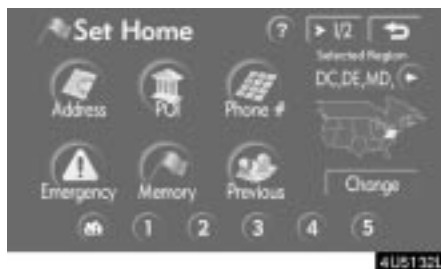 Set Home ? > 1/2
Selected Region
DC,DE,MD,
Address POI Phone #
Emergency Memory Previous Change
1 2 3 4 5
4U5132L